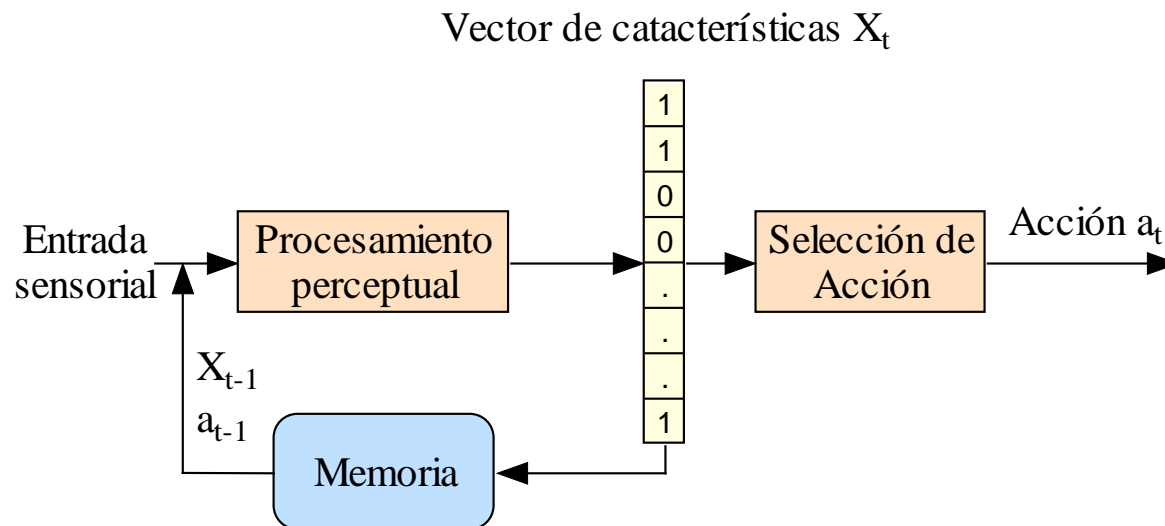 Vector de catacterísticas Xt
1
1
0
0
.
.
.
1
Entrada
sensorial
Procesamiento
perceptual
Selección de
Acción
Acción at
Xt-1
at-1
Memoria